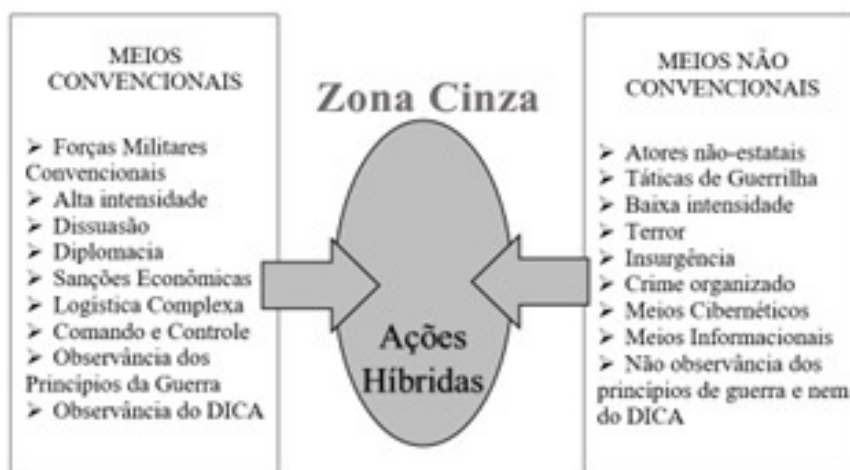 MEIOS
CONVENCIONAIS
➢ Forças Militares
Convencionais
➢ Alta intensidade
➢ Dissuasão
➢ Diplomacia
➢ Sanções Econômicas
➢ Logistica Complexa
➢ Comando e Controle
➢ Observância dos
Princípios da Guerra
➢ Observância do DICA
Zona Cinza
Ações
Híbridas
MEIOS NÃO
CONVENCIONAIS
➢ Atores não-estatais
➢ Táticas de Guerrilha
➢ Baixa intensidade
➢ Terror
➢ Insurgência
➢ Crime organizado
➢ Meios Cibernéticos
➢ Meios Informacionais
➢ Não observância dos
princípios de guerra e nem
do DICA